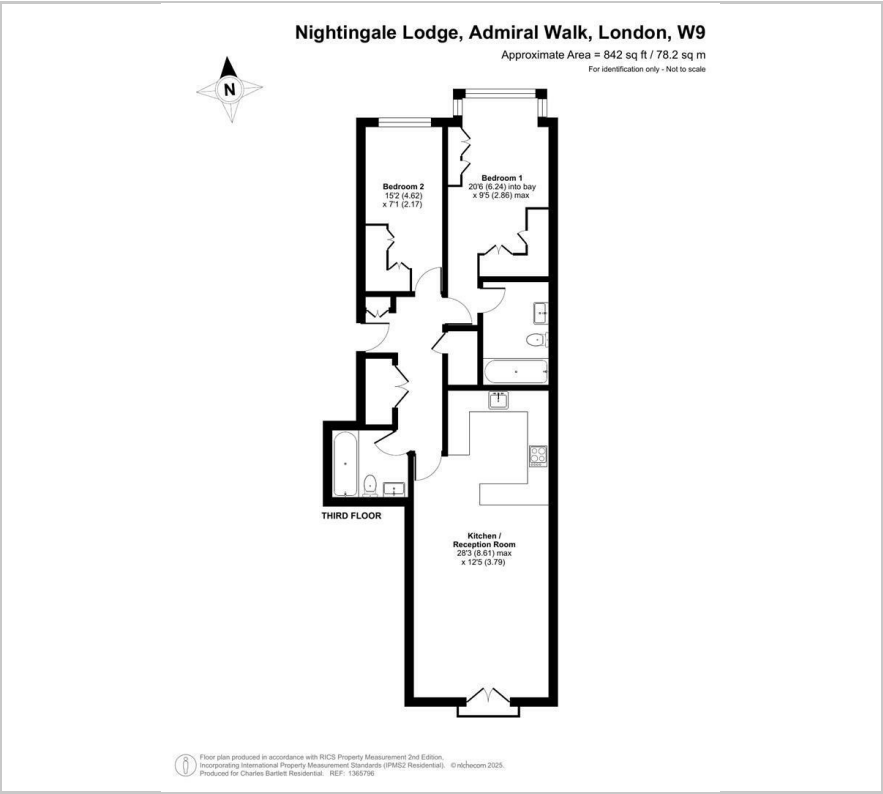 Nightingale Lodge, Admiral Walk, London, W9
Approximate Area = 842 sq ft / 78.2 sq m
For identification only - Not to scale
N
Bedroom 2
15'2 (4.62)
x 7'1 (2.17)
Bedroom 1
20'6 (6.24) into bay
x 9'5 (2.86) max
THIRD FLOOR
Kitchen /
Reception Room
28'3 (8.61) max
x 12'5 (3.79)
Floor plan produced in accordance with RICS Property Measurement 2nd Edition,
Incorporating International Property Measurement Standards (IPMS2 Residential). © nichecom 2025.
Produced for Charles Bartlett Residential. REF: 1365796